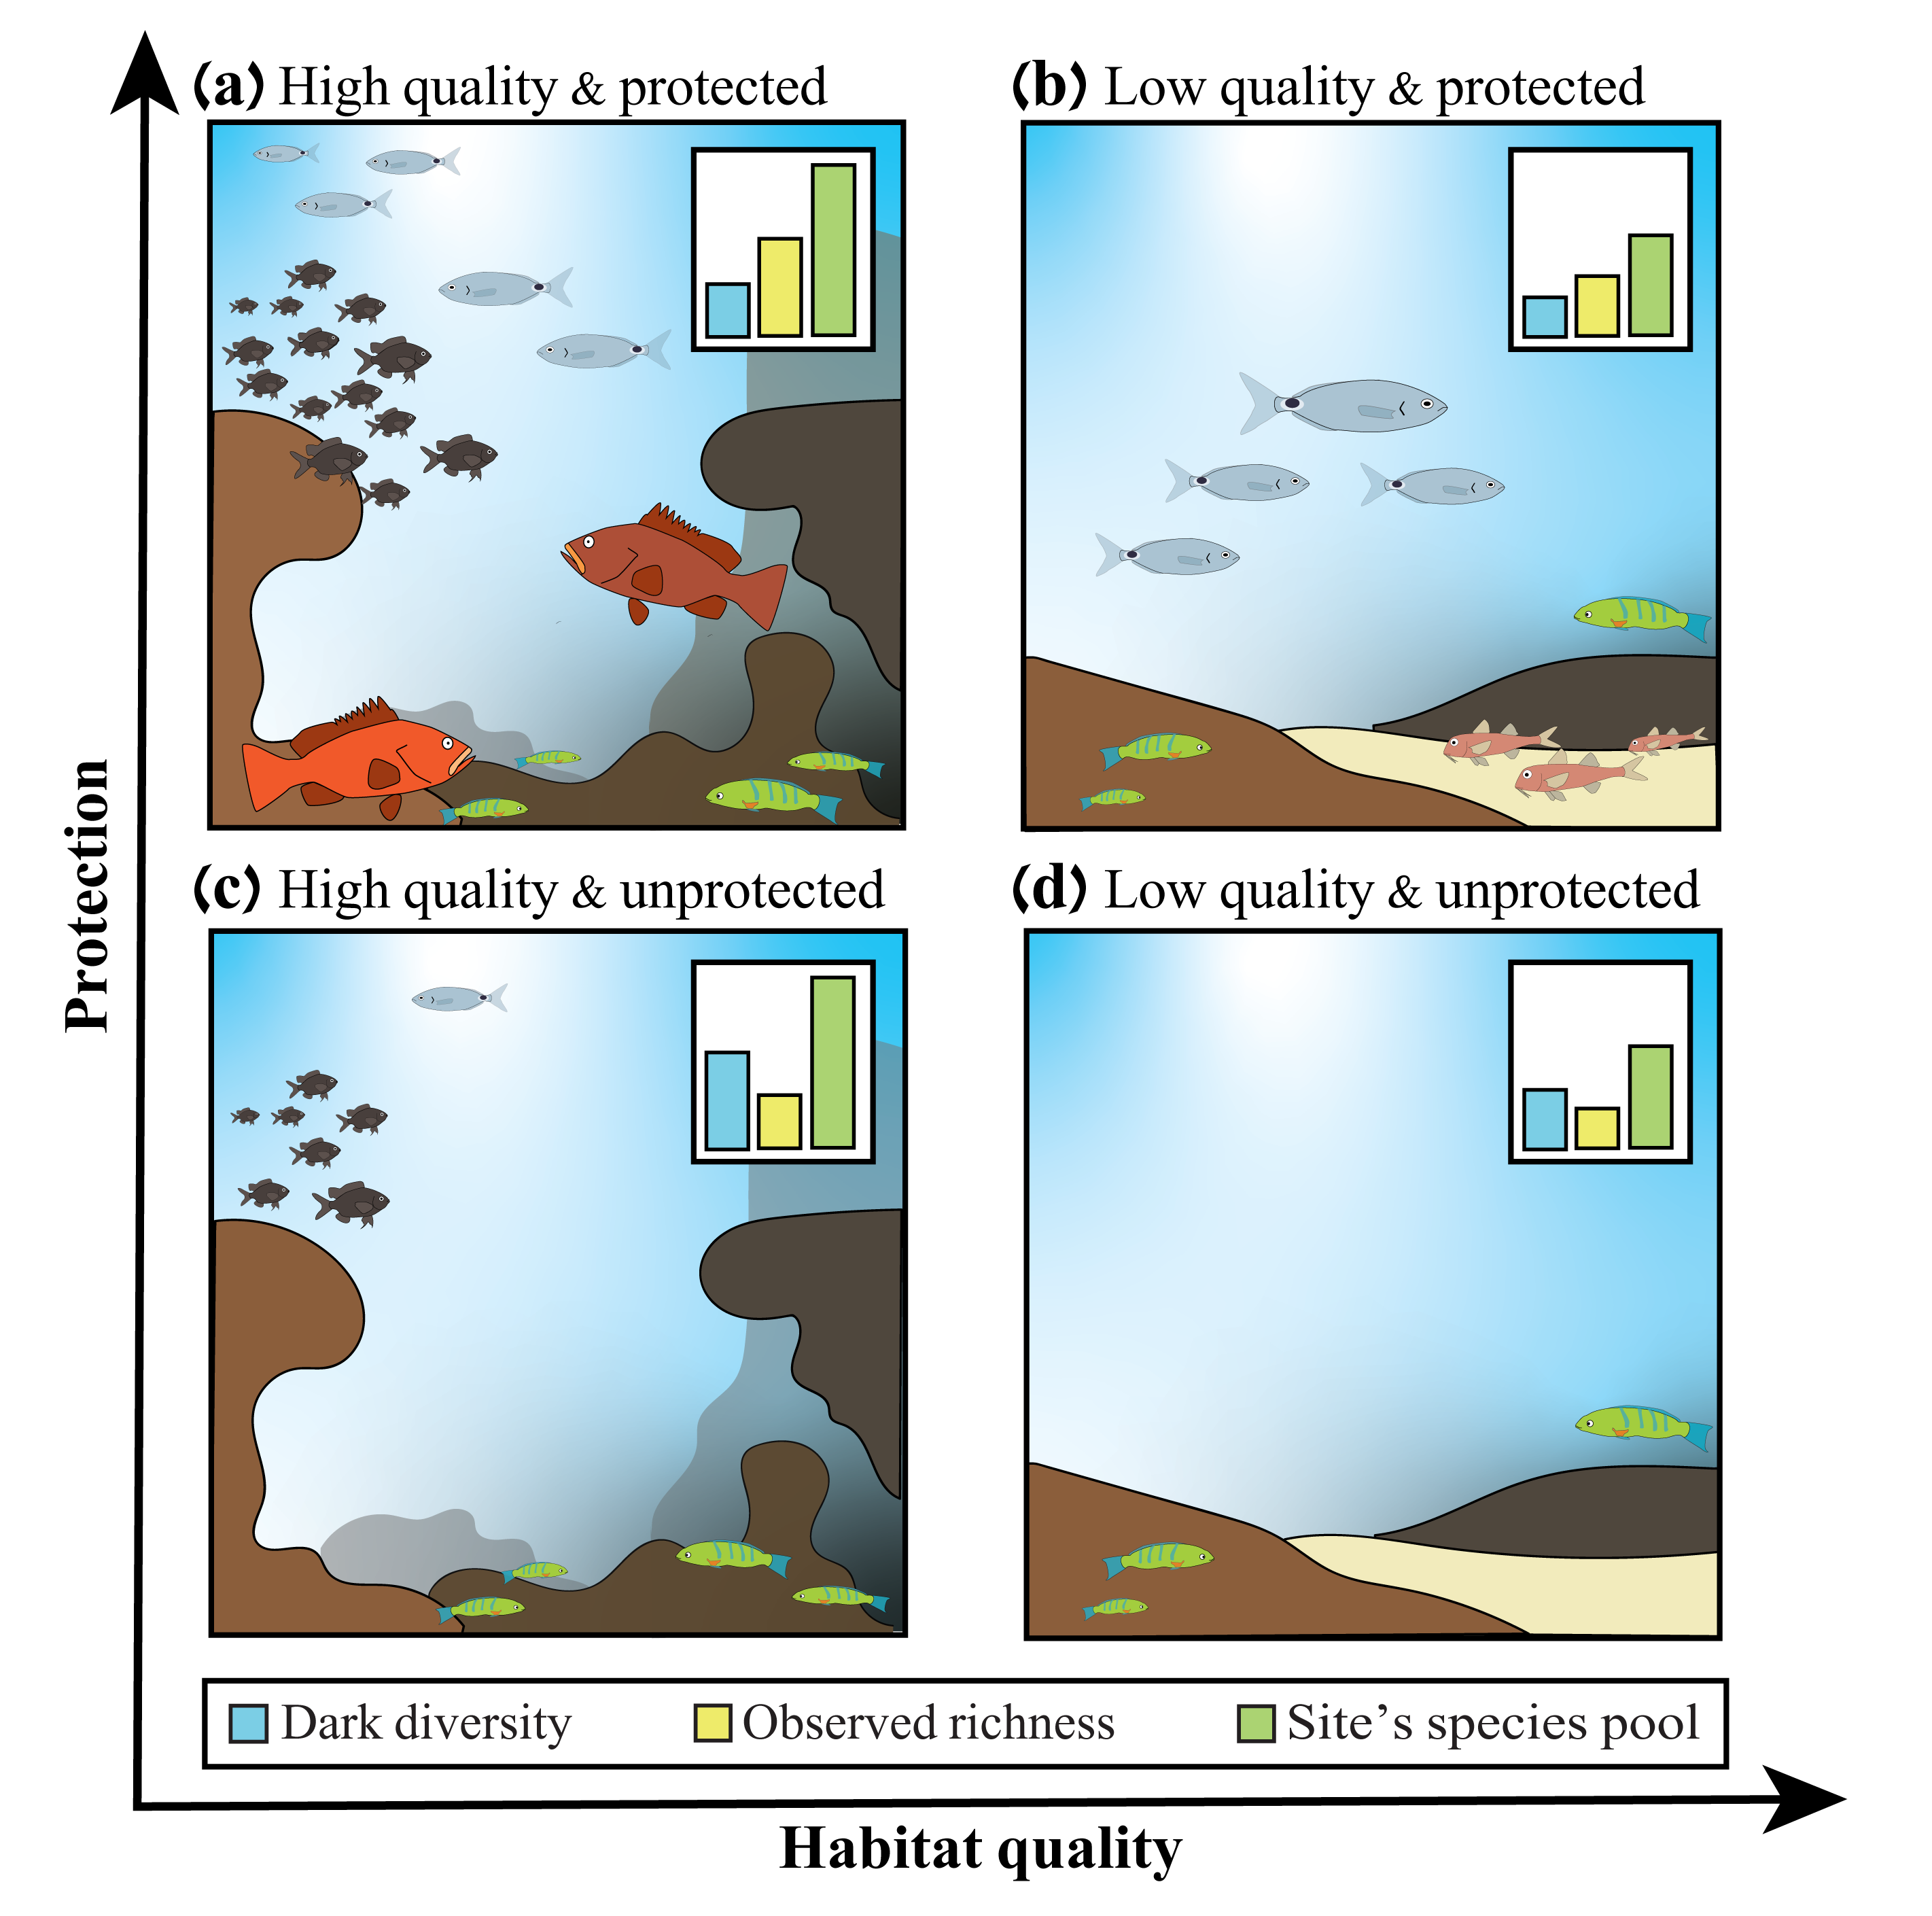 (a) High quality & protected
(b) Low quality & protected
(c) High quality & unprotected
(d) Low quality & unprotected
Protection
Dark diversity
Observed richness
Site's species pool
Habitat quality